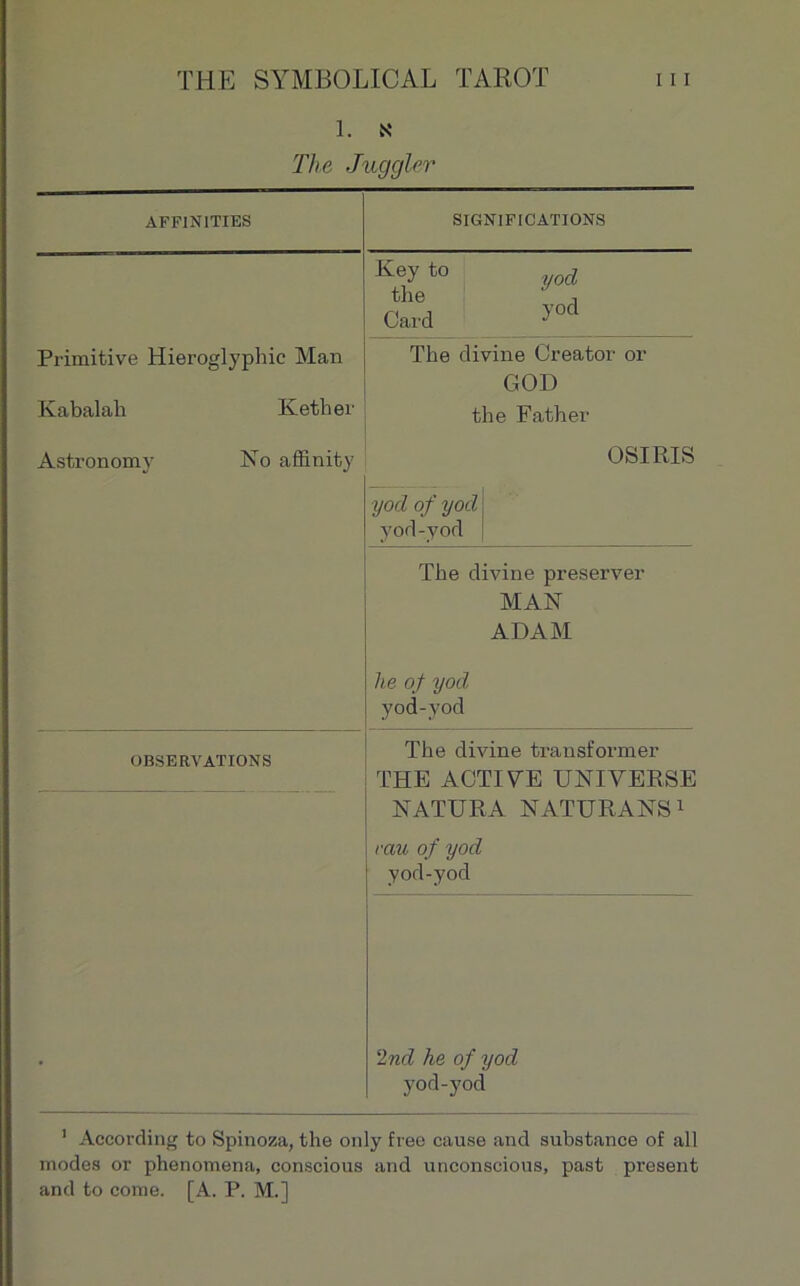 THE SYMBOLICAL TAROT 111
1. א
The Juggler
AFFINITIES
SIGNIFICATIONS
Primitive Hieroglyphic Man
Kabalah Kether
Astronomy No affinity
OBSERVATIONS
Key to yod
the
Card yod
The divine Creator or
GOD
the Father
OSIRIS
yod of yod
yod-yod
The divine preserver
MAN
ADAM
he of yod
yod-yod
The divine transformer
THE ACTIVE UNIVERSE
NATURA NATURANS¹
vau of yod
yod-yod
2nd he of yod
yod-yod
¹ According to Spinoza, the only free cause and substance of all
modes or phenomena, conscious and unconscious, past present
and to come. [A. P. M.]